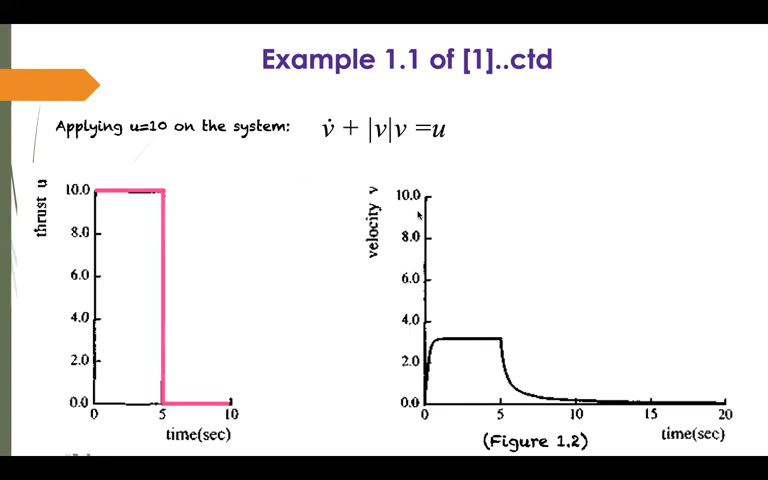 Example 1.1 of [1]..ctd
Applying u=10 on the system: v̇ + |v|v =u
thrust u
10.0
8.0
6.0
4.0
2.0
0.0
0 5 10
time(sec)
velocity v
10.0
8.0
6.0
4.0
2.0
0.0
0 5 10 15 20
time(sec)
(Figure 1.2)